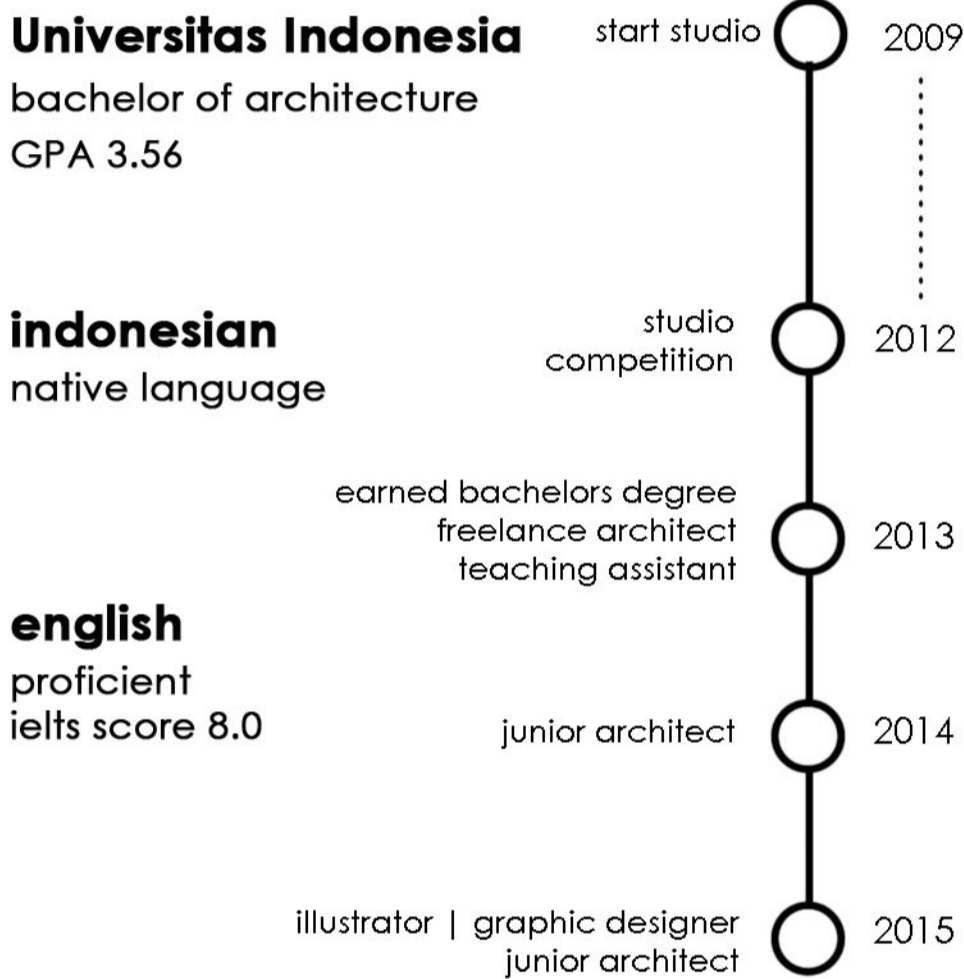 Universitas Indonesia
bachelor of architecture
GPA 3.56
indonesian
native language
english
proficient
ielts score 8.0
start studio 2009
studio
competition 2012
earned bachelors degree
freelance architect 2013
teaching assistant
junior architect 2014
illustrator | graphic designer 2015
junior architect